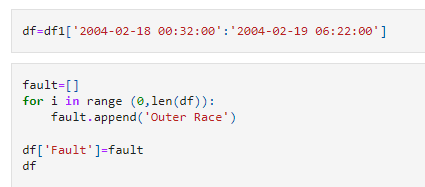 df=df1['2004-02-18 00:32:00':'2004-02-19 06:22:00']
fault=[]
for i in range (0,len(df)):
    fault.append('Outer Race')
df['Fault']=fault
df